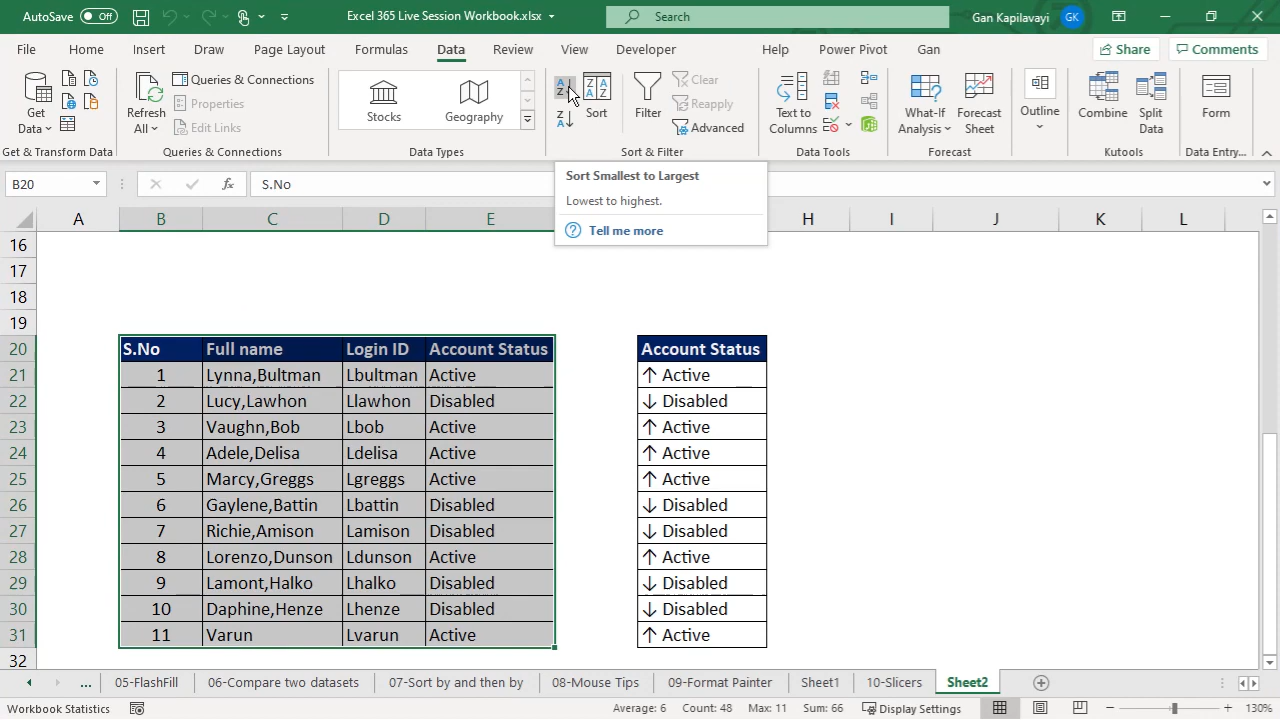 AutoSave Off Excel 365 Live Session Workbook.xlsx Search Gan Kapilavayi GK
File Home Insert Draw Page Layout Formulas Data Review View Developer Help Power Pivot Gan Share Comments
Get Data Refresh All Queries & Connections Properties Edit Links Stocks Geography Sort Filter Clear Reapply Advanced Text to Columns What-If Analysis Forecast Sheet Outline Combine Split Data Form
Get & Transform Data Queries & Connections Data Types Sort & Filter Data Tools Forecast Kutools Data Entry...
B20 fx S.No
Sort Smallest to Largest
Lowest to highest.
Tell me more
A B C D E H I J K L
16
17
18
19
20 S.No Full name Login ID Account Status Account Status
21 1 Lynna,Bultman Lbultman Active ↑ Active
22 2 Lucy,Lawhon Llawhon Disabled ↓ Disabled
23 3 Vaughn,Bob Lbob Active ↑ Active
24 4 Adele,Delisa Ldelisa Active ↑ Active
25 5 Marcy,Greggs Lgreggs Active ↑ Active
26 6 Gaylene,Battin Lbattin Disabled ↓ Disabled
27 7 Richie,Amison Lamison Disabled ↓ Disabled
28 8 Lorenzo,Dunson Ldunson Active ↑ Active
29 9 Lamont,Halko Lhalko Disabled ↓ Disabled
30 10 Daphine,Henze Lhenze Disabled ↓ Disabled
31 11 Varun Lvarun Active ↑ Active
32
... 05-FlashFill 06-Compare two datasets 07-Sort by and then by 08-Mouse Tips 09-Format Painter Sheet1 10-Slicers Sheet2
Workbook Statistics Average: 6 Count: 48 Max: 11 Sum: 66 Display Settings 130%